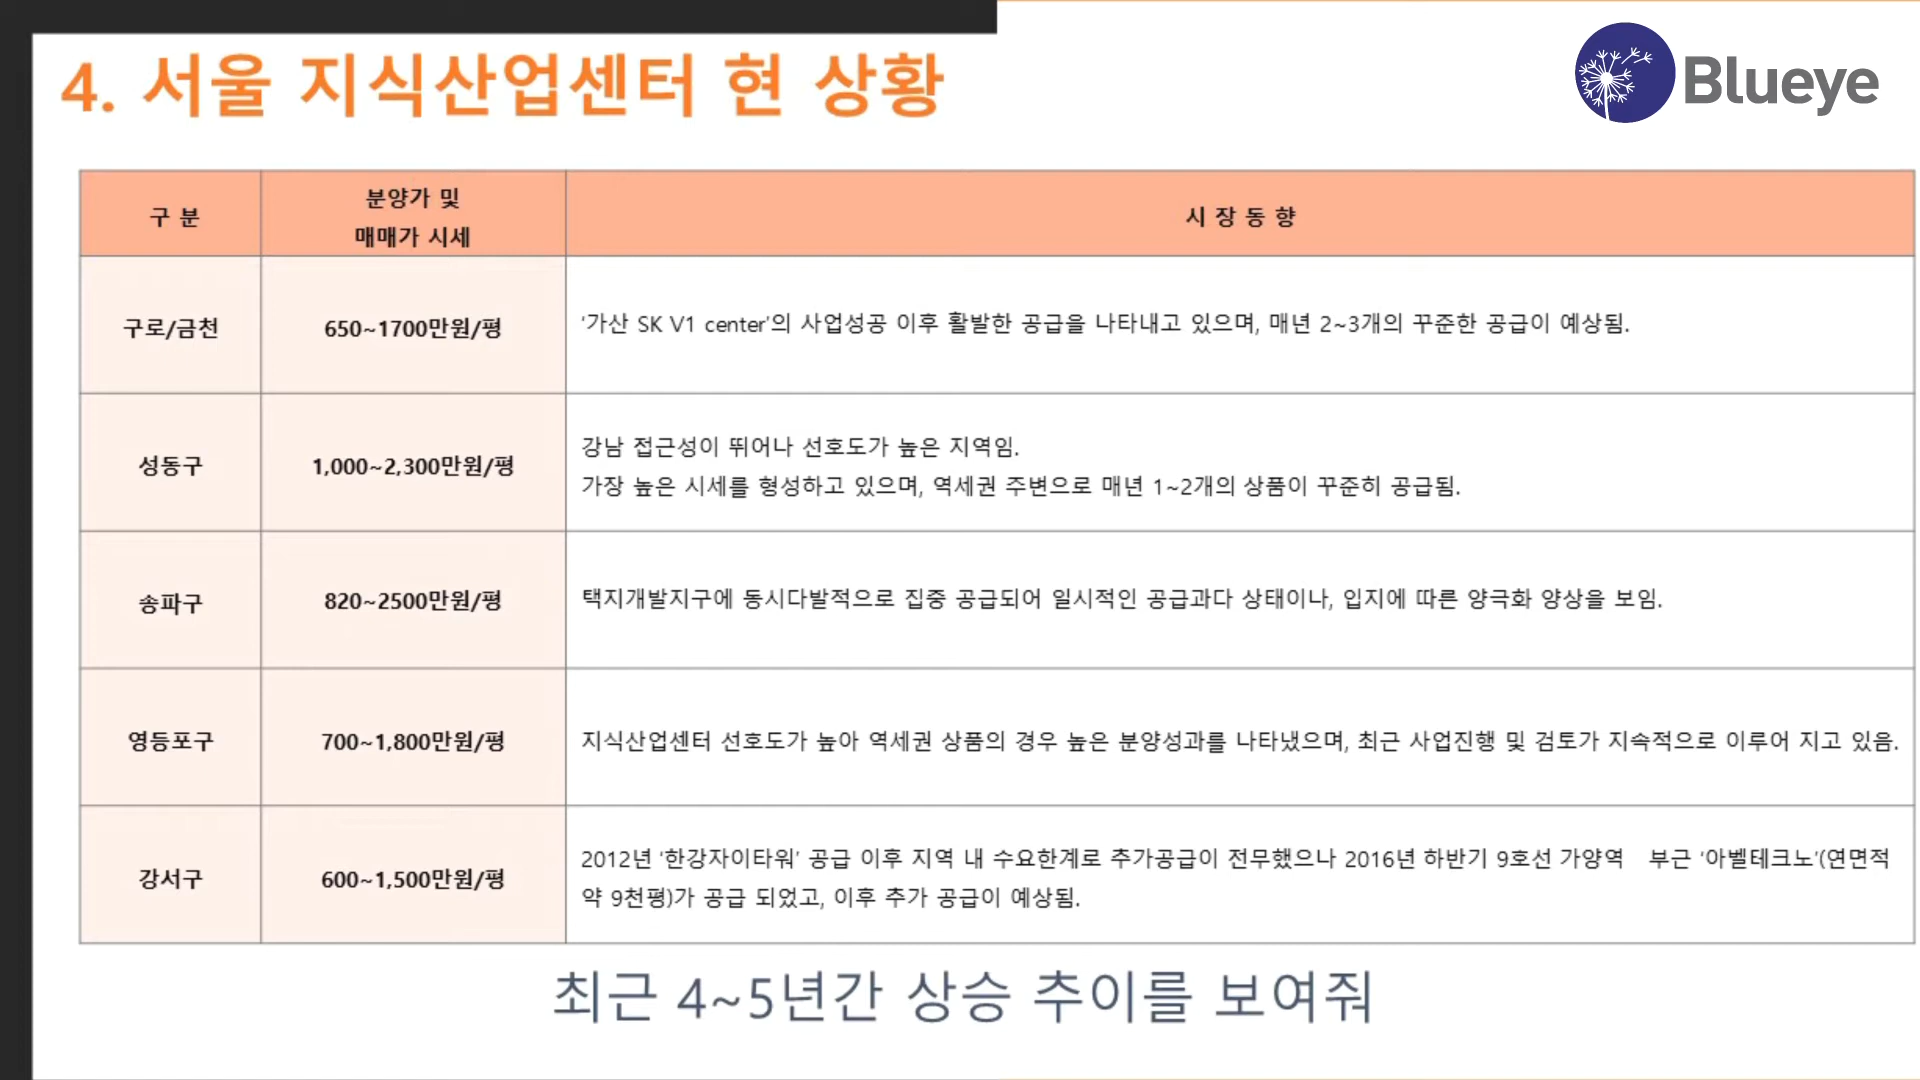 4. 서울 지식산업센터 현 상황
Blueye
구 분
분양가 및
매매가 시세
시 장 동 향
구로/금천
650~1700만원/평
‘가산 SK V1 center’의 사업성공 이후 활발한 공급을 나타내고 있으며, 매년 2~3개의 꾸준한 공급이 예상됨.
성동구
1,000~2,300만원/평
강남 접근성이 뛰어나 선호도가 높은 지역임.
가장 높은 시세를 형성하고 있으며, 역세권 주변으로 매년 1~2개의 상품이 꾸준히 공급됨.
송파구
820~2500만원/평
택지개발지구에 동시다발적으로 집중 공급되어 일시적인 공급과다 상태이나, 입지에 따른 양극화 양상을 보임.
영등포구
700~1,800만원/평
지식산업센터 선호도가 높아 역세권 상품의 경우 높은 분양성과를 나타냈으며, 최근 사업진행 및 검토가 지속적으로 이루어 지고 있음.
강서구
600~1,500만원/평
2012년 ‘한강자이타워’ 공급 이후 지역 내 수요한계로 추가공급이 전무했으나 2016년 하반기 9호선 가양역 부근 ‘아벨테크노’(연면적
약 9천평)가 공급 되었고, 이후 추가 공급이 예상됨.
최근 4~5년간 상승 추이를 보여줘